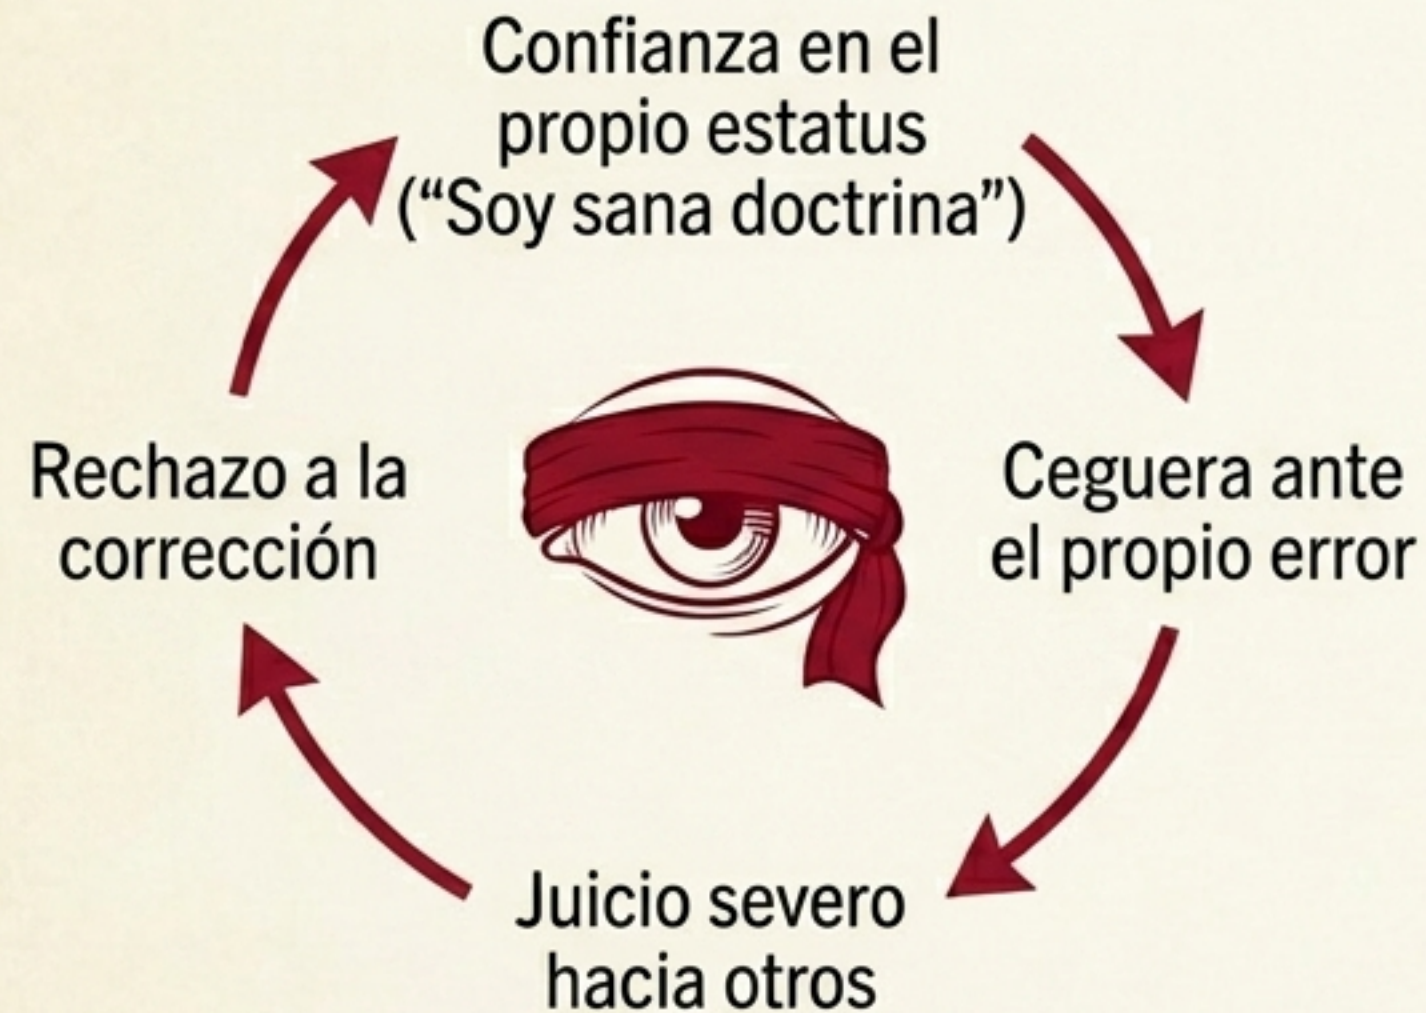 Confianza en el
propio estatus
(“Soy sana doctrina”)
Ceguera ante
el propio error
Juicio severo
hacia otros
Rechazo a la
corrección